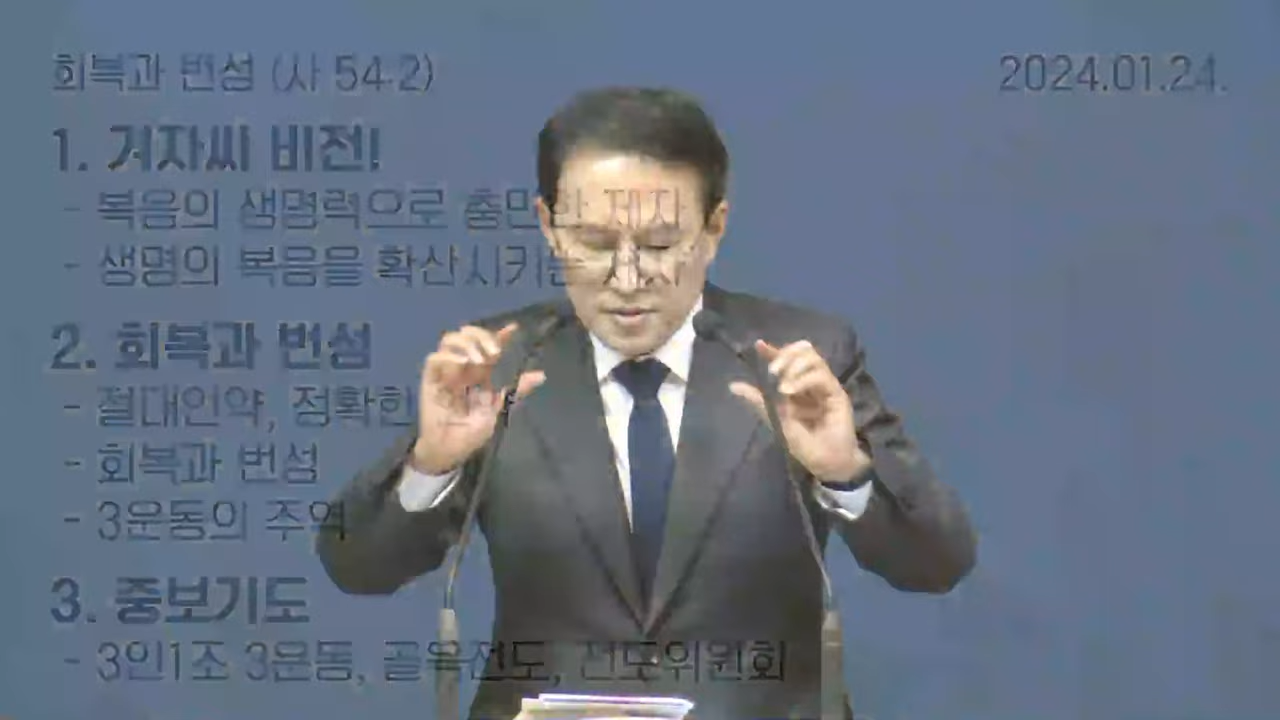 회복과 번성 (사 54:2)
2024.01.24.
1. 겨자씨 비전!
- 복음의 생명력으로 충만한 제자
- 생명의 복음을 확산시키는
2. 회복과 번성
- 절대언약, 정확한
- 회복과 번성
- 3운동의 주역
3. 중보기도
- 3인1조 3운동, 골목전도, 전도위원회